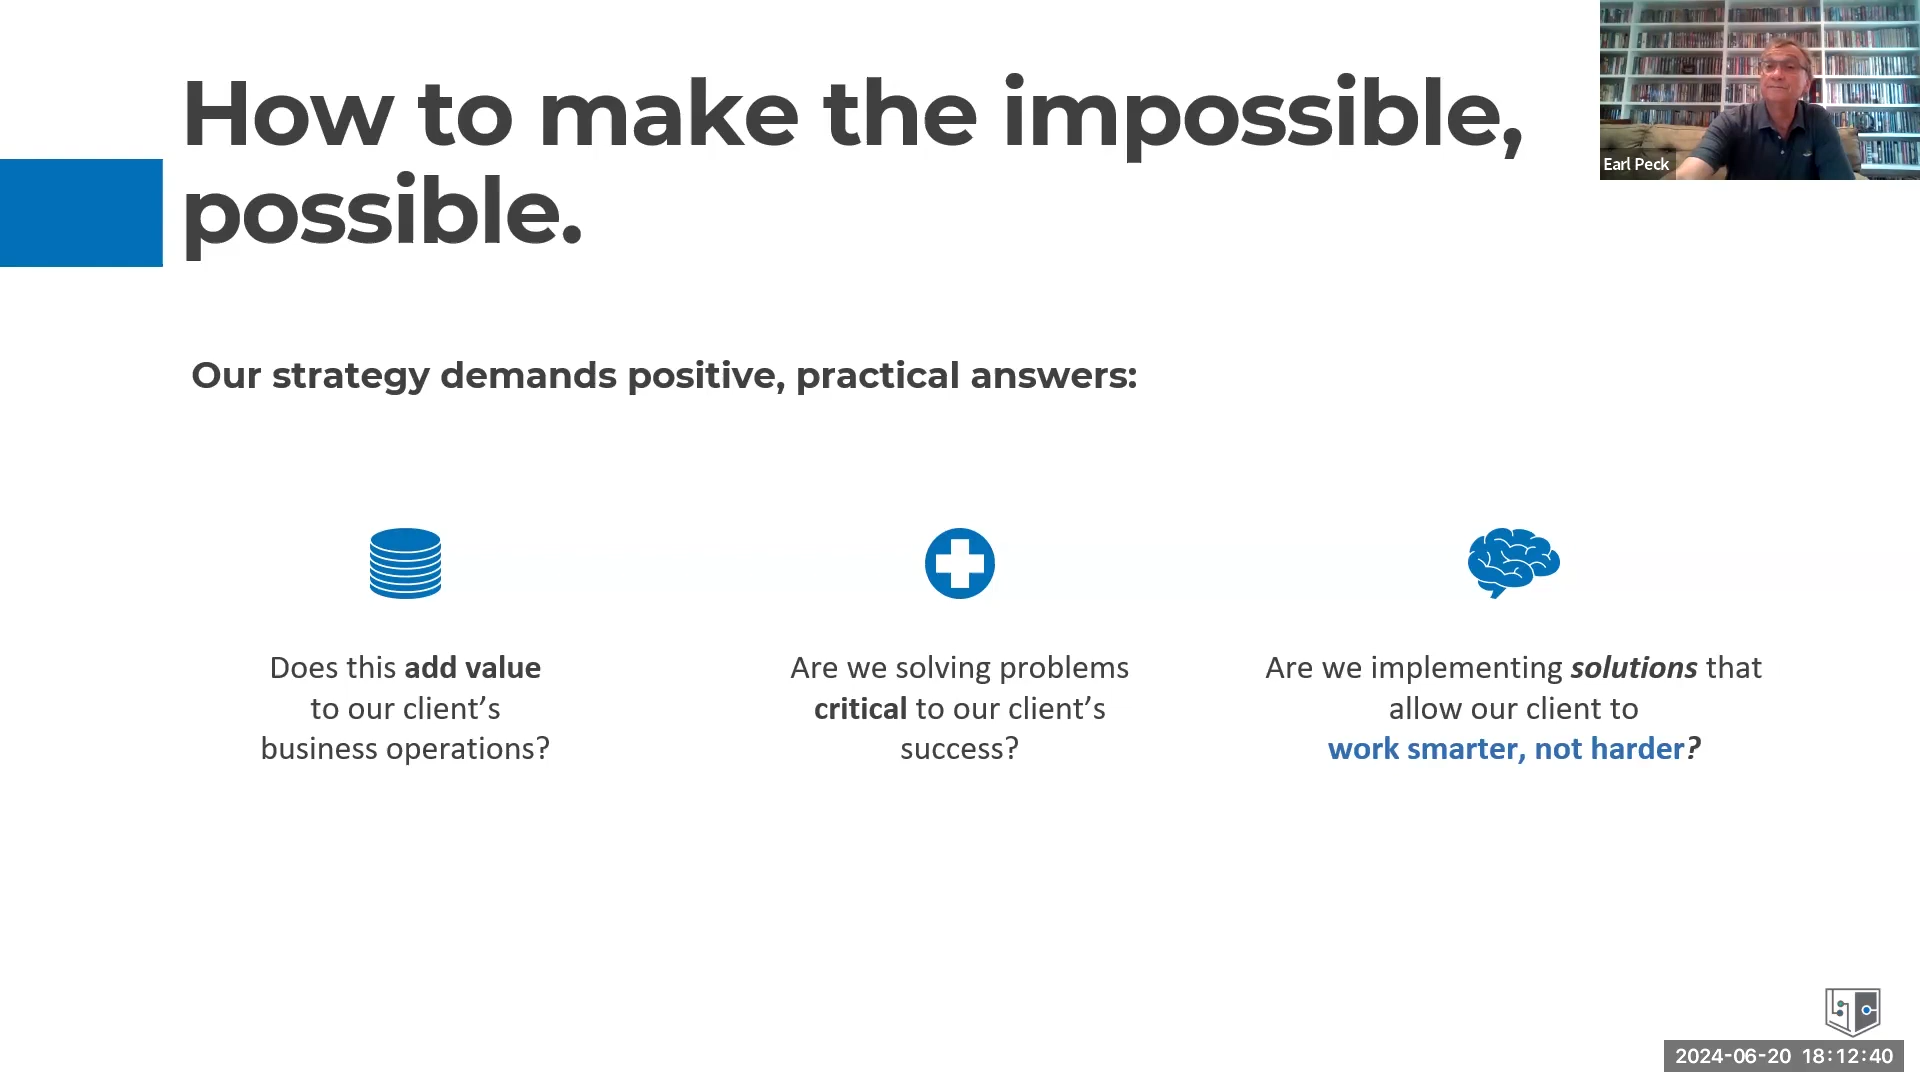 How to make the impossible,
possible.
Earl Peck
Our strategy demands positive, practical answers:
Does this add value
to our client’s
business operations?
Are we solving problems
critical to our client’s
success?
Are we implementing solutions that
allow our client to
work smarter, not harder?
2024-06-20 18:12:40